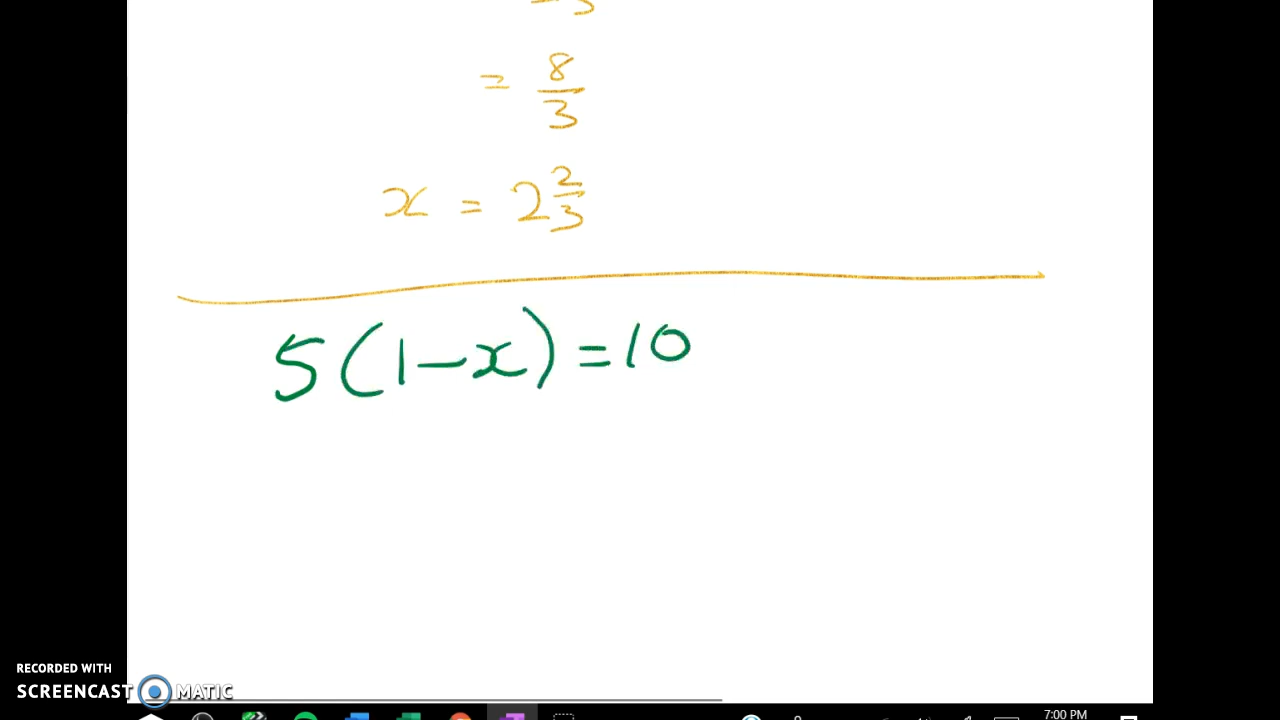 = 8/3
x = 2 2/3
5(1-x)=10
RECORDED WITH
SCREENCAST MATIC
7:00 PM